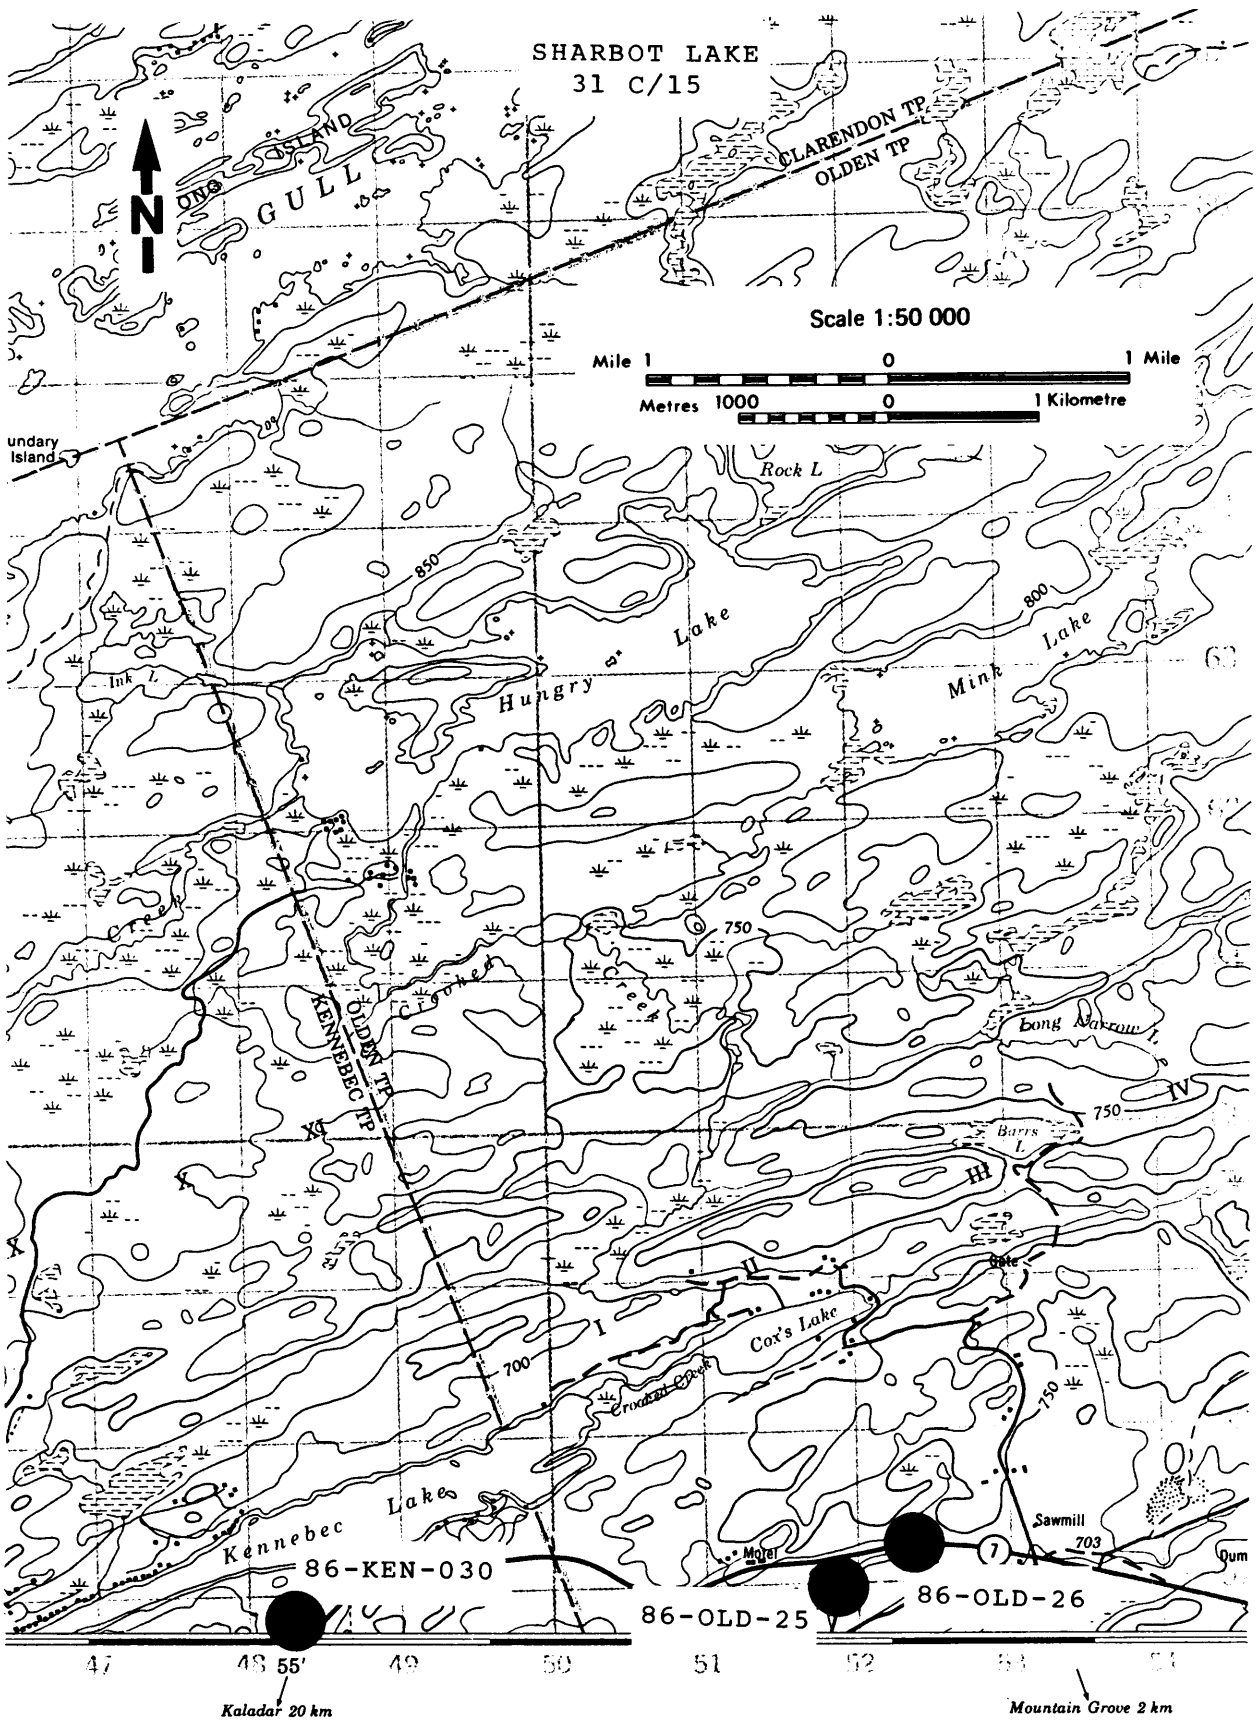 SHARBOT LAKE
31 C/15
CLARENDON TP
OLDEN TP
ISLAND
ONG
GULL
N
Scale 1:50 000
Mile 1 0 1 Mile
Metres 1000 0 1 Kilometre
undary
Island
Rock L
850
800
Lake
Lake
Ink L
Hungry
Mink
Creek
750
Crooked
Creek
OLDEN TP
KENNEBEC TP
Long Narrow L.
IV
750
XI
Barrs
L
X
III
X
Gate
II
I
Cox's Lake
700
Crooked Creek
750
Lake
Kennebec
Sawmill
703
7
Motel
Dum
86-KEN-030
86-OLD-25
86-OLD-26
47 48 55' 49 50 51 52 53
Kaladar 20 km
Mountain Grove 2 km